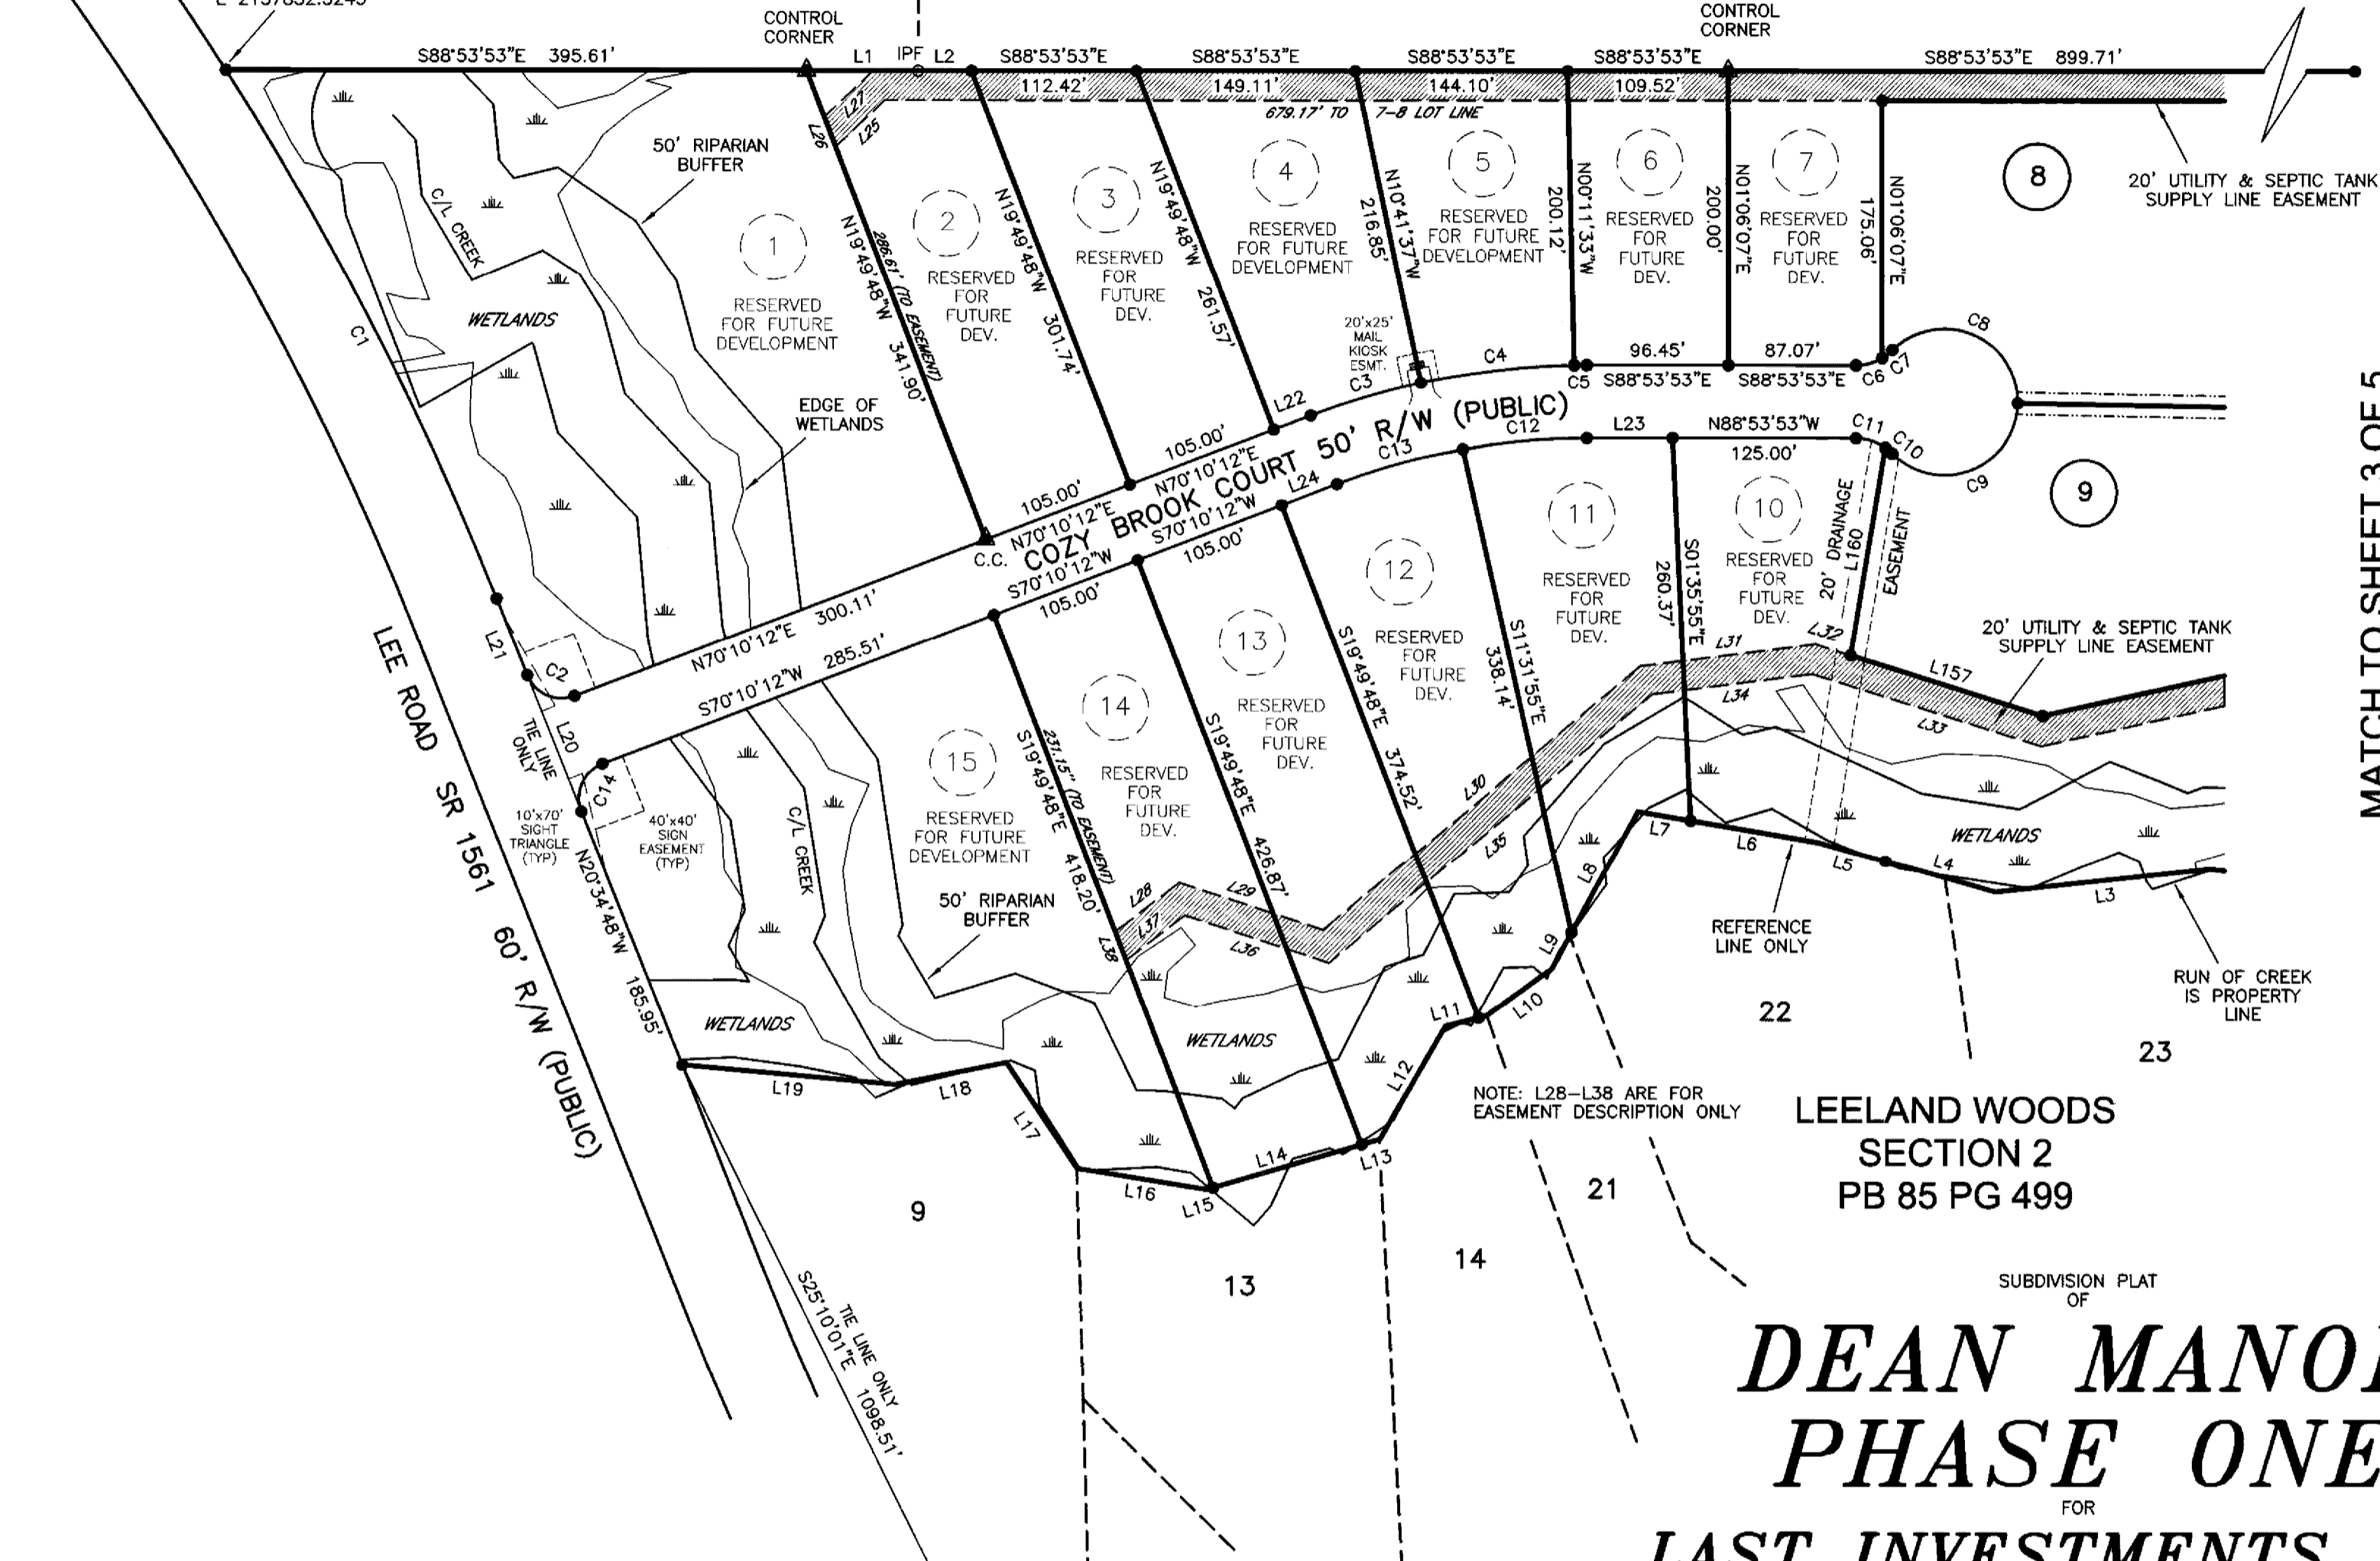 CONTROL
CORNER
CONTROL
CORNER
S88°53'53"E 395.61'
L1
IPF
L2
S88°53'53"E
112.42'
S88°53'53"E
149.11'
S88°53'53"E
144.10'
S88°53'53"E
109.52'
S88°53'53"E 899.71'
679.17' TO 7-8 LOT LINE
L27
L26
L25
50' RIPARIAN
BUFFER
C/L CREEK
WETLANDS
C1
EDGE OF
WETLANDS
1
RESERVED
FOR FUTURE
DEVELOPMENT
286.61' (TO EASEMENT)
N19°49'48"W 341.90'
2
RESERVED
FOR
FUTURE
DEV.
N19°49'48"W 301.74'
3
RESERVED
FOR
FUTURE
DEV.
N19°49'48"W 261.57'
4
RESERVED
FOR FUTURE
DEVELOPMENT
N10°41'37"W
216.85'
5
RESERVED
FOR FUTURE
DEVELOPMENT
N00°11'33"W
200.12'
6
RESERVED
FOR
FUTURE
DEV.
N01°06'07"E
200.00'
7
RESERVED
FOR
FUTURE
DEV.
N01°06'07"E
175.06'
8
20' UTILITY & SEPTIC TANK
SUPPLY LINE EASEMENT
20'x25'
MAIL
KIOSK
ESMT.
L22
C3
C4
C5
96.45'
S88°53'53"E
87.07'
S88°53'53"E
C6
C7
C8
C9
C10
C11
N88°53'53"W
125.00'
L23
C12
C13
L24
COZY BROOK COURT 50' R/W (PUBLIC)
C.C.
105.00'
N70°10'12"E
105.00'
N70°10'12"E
S70°10'12"W
105.00'
S70°10'12"W
105.00'
N70°10'12"E 300.11'
S70°10'12"W 285.51'
L21
C2
L20
TIE LINE
ONLY
C14
10'x70'
SIGHT
TRIANGLE
(TYP)
40'x40'
SIGN
EASEMENT
(TYP)
LEE ROAD SR 1561 60' R/W (PUBLIC)
N20°34'48"W 185.95'
9
20' DRAINAGE
EASEMENT
L160
10
RESERVED
FOR
FUTURE
DEV.
S01°35'55"E
260.37'
11
RESERVED
FOR
FUTURE
DEV.
S11°31'55"E
338.14'
12
RESERVED
FOR
FUTURE
DEV.
S19°49'48"E 374.52'
13
RESERVED
FOR
FUTURE
DEV.
S19°49'48"E 426.87'
14
RESERVED
FOR
FUTURE
DEV.
231.15" (TO EASEMENT)
S19°49'48"E 418.20'
15
RESERVED
FOR FUTURE
DEVELOPMENT
50' RIPARIAN
BUFFER
C/L CREEK
WETLANDS
WETLANDS
WETLANDS
20' UTILITY & SEPTIC TANK
SUPPLY LINE EASEMENT
L157
L31
L32
L34
L33
L30
L35
L28
L29
L37
L36
L38
L3
L4
L5
L6
L7
L8
L9
L10
L11
L12
L13
L14
L15
L16
L17
L18
L19
REFERENCE
LINE ONLY
RUN OF CREEK
IS PROPERTY
LINE
22
23
21
14
13
9
NOTE: L28-L38 ARE FOR
EASEMENT DESCRIPTION ONLY
LEELAND WOODS
SECTION 2
PB 85 PG 499
TIE LINE ONLY
S25°10'01"E 1098.51'
MATCH TO SHEET 3 OF 5
SUBDIVISION PLAT
OF
DEAN MANOR
PHASE ONE
FOR
LAST INVESTMENTS